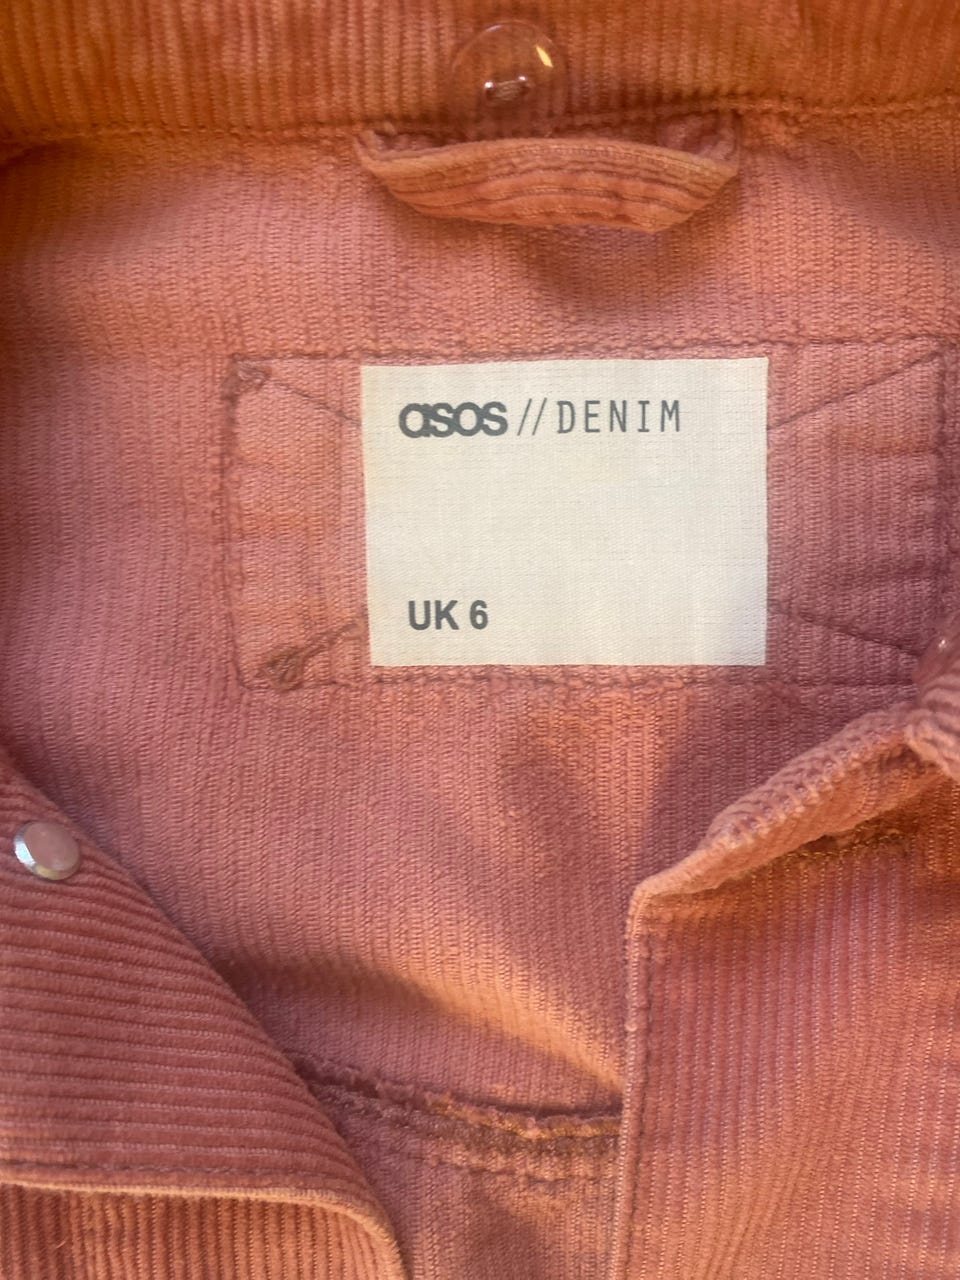 asos // DENIM
UK 6